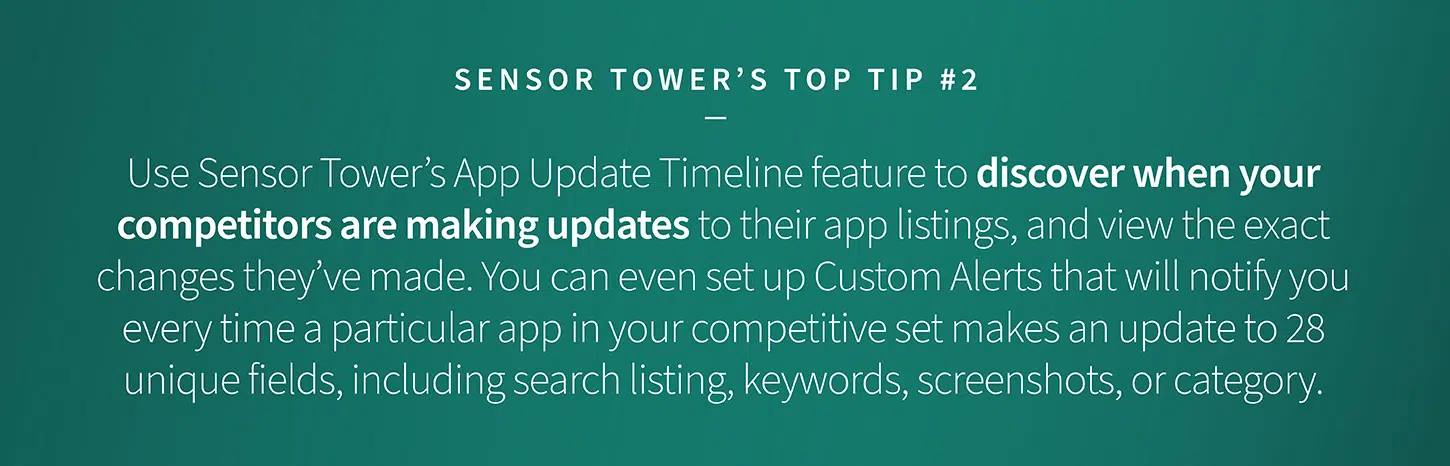 SENSOR TOWER’S TOP TIP #2
Use Sensor Tower’s App Update Timeline feature to discover when your
competitors are making updates to their app listings, and view the exact
changes they’ve made. You can even set up Custom Alerts that will notify you
every time a particular app in your competitive set makes an update to 28
unique fields, including search listing, keywords, screenshots, or category.